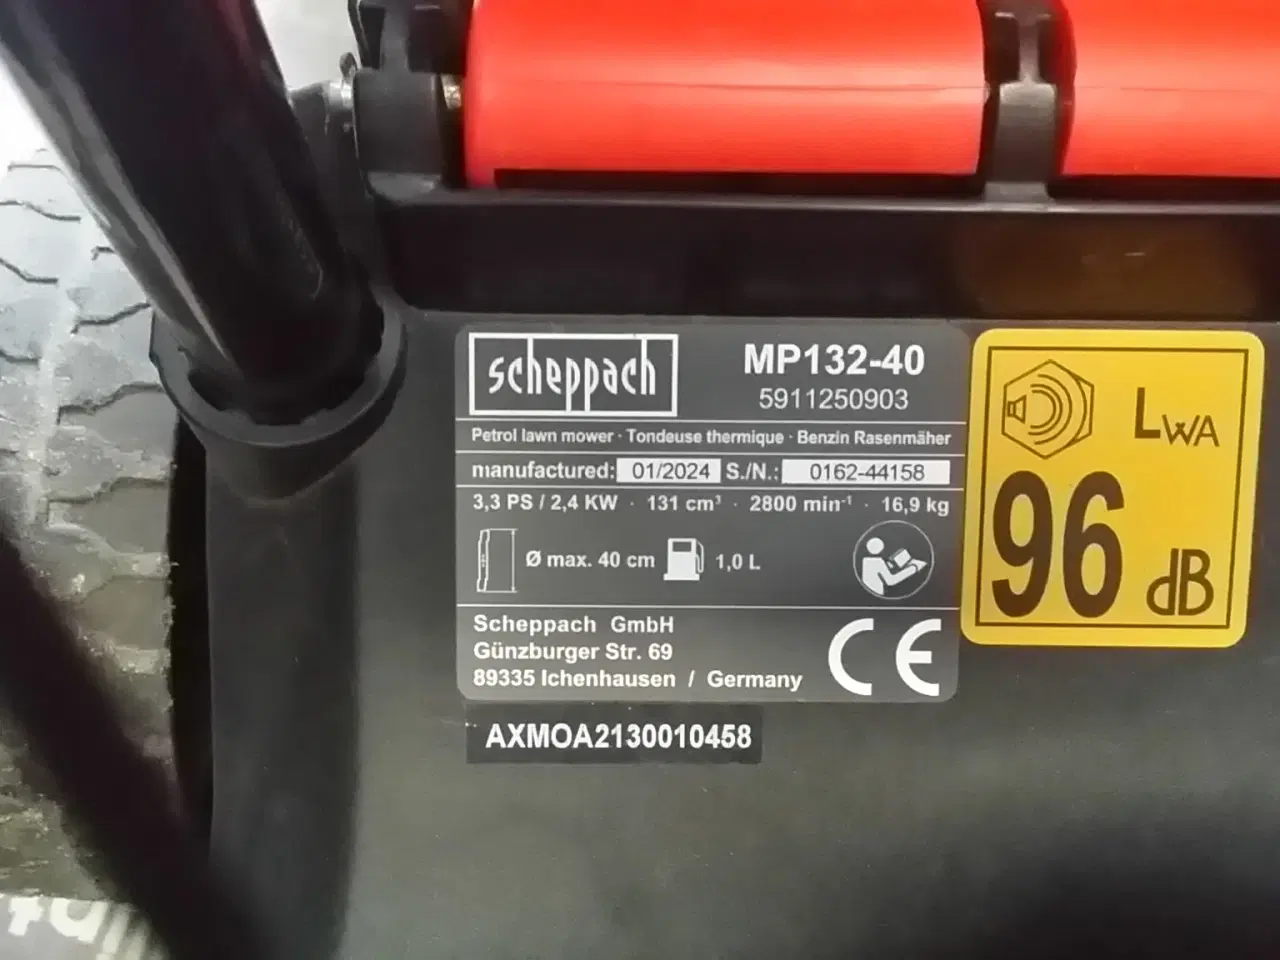 scheppach
MP132-40
5911250903
Petrol lawn mower · Tondeuse thermique · Benzin Rasenmäher
manufactured: 01/2024 S./N.: 0162-44158
3,3 PS / 2,4 KW · 131 cm³ · 2800 min⁻¹ · 16,9 kg
Ø max. 40 cm 1,0 L
Scheppach GmbH
Günzburger Str. 69
89335 Ichenhausen / Germany
CE
AXMOA2130010458
LWA
96 dB